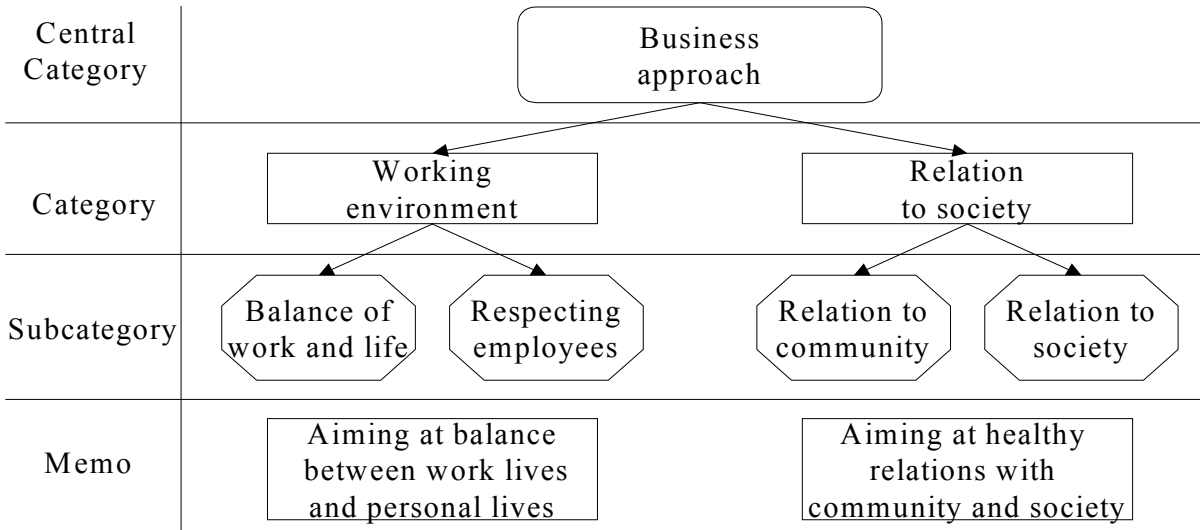 Central
Category
Business
approach
Category
Working
environment
Relation
to society
Subcategory
Balance of
work and life
Respecting
employees
Relation to
community
Relation to
society
Memo
Aiming at balance
between work lives
and personal lives
Aiming at healthy
relations with
community and society